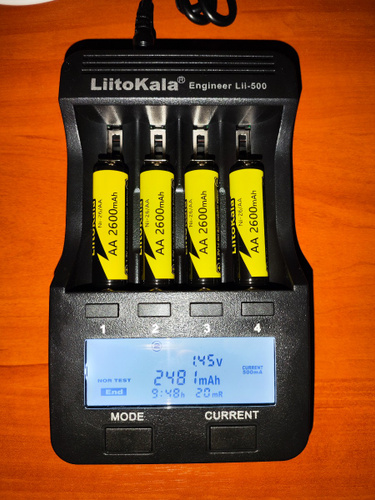 LiitoKala® Engineer Lii-500
LiitoKala
Ni-26/AA
AA 2600mAh
LiitoKala
Ni-26/AA
AA 2600mAh
LiitoKala
Ni-26/AA
AA 2600mAh
LiitoKala
Ni-26/AA
AA 2600mAh
1 2 3 4
1.45V
CURRENT
500mA
NOR TEST
2481mAh
End
9:48h 20mR
MODE CURRENT